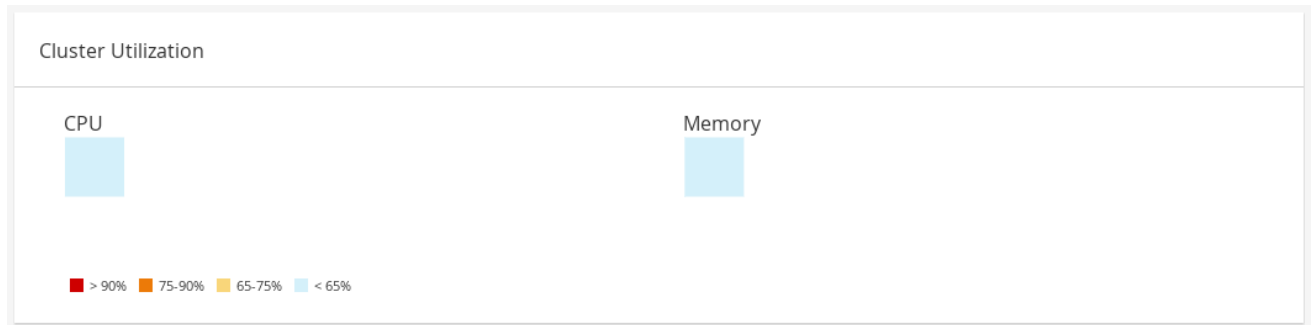 Cluster Utilization
CPU
Memory
> 90% 75-90% 65-75% < 65%